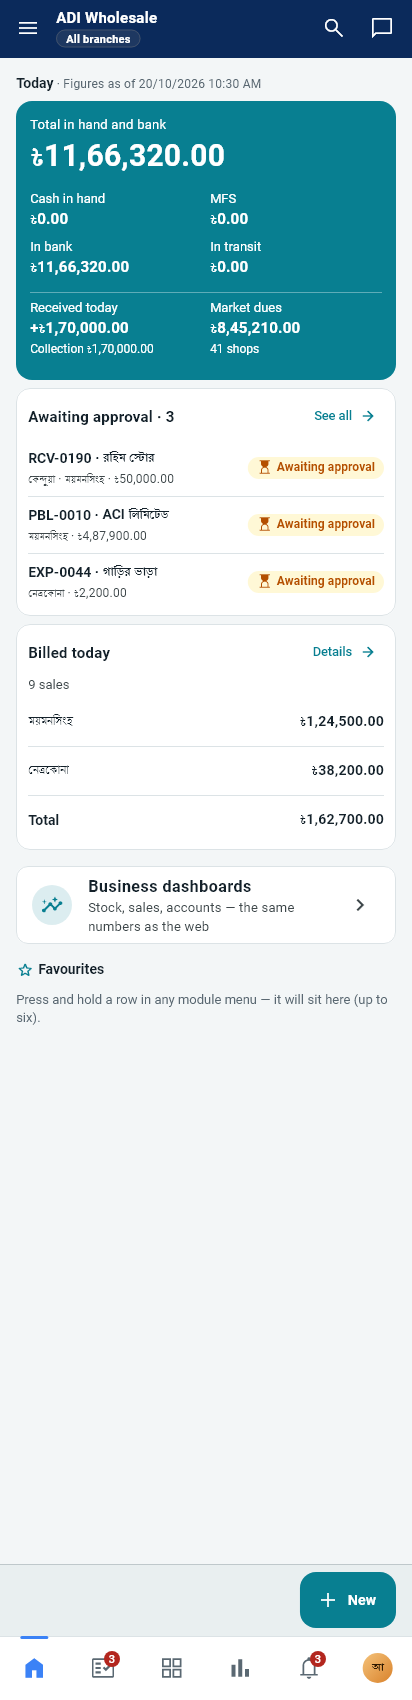 ADI Wholesale
All branches
Today · Figures as of 20/10/2026 10:30 AM
Total in hand and bank
৳11,66,320.00
Cash in hand
৳0.00
MFS
৳0.00
In bank
৳11,66,320.00
In transit
৳0.00
Received today
+৳1,70,000.00
Collection ৳1,70,000.00
Market dues
৳8,45,210.00
41 shops
Awaiting approval · 3
See all
RCV-0190 · রহিম স্টোর
কেন্দুয়া · ময়মনসিংহ · ৳50,000.00
Awaiting approval
PBL-0010 · ACI লিমিটেড
ময়মনসিংহ · ৳4,87,900.00
Awaiting approval
EXP-0044 · গাড়ির ভাড়া
নেত্রকোনা · ৳2,200.00
Awaiting approval
Billed today
Details
9 sales
ময়মনসিংহ ৳1,24,500.00
নেত্রকোনা ৳38,200.00
Total ৳1,62,700.00
Business dashboards
Stock, sales, accounts — the same
numbers as the web
Favourites
Press and hold a row in any module menu — it will sit here (up to
six).
New
3
3
আ